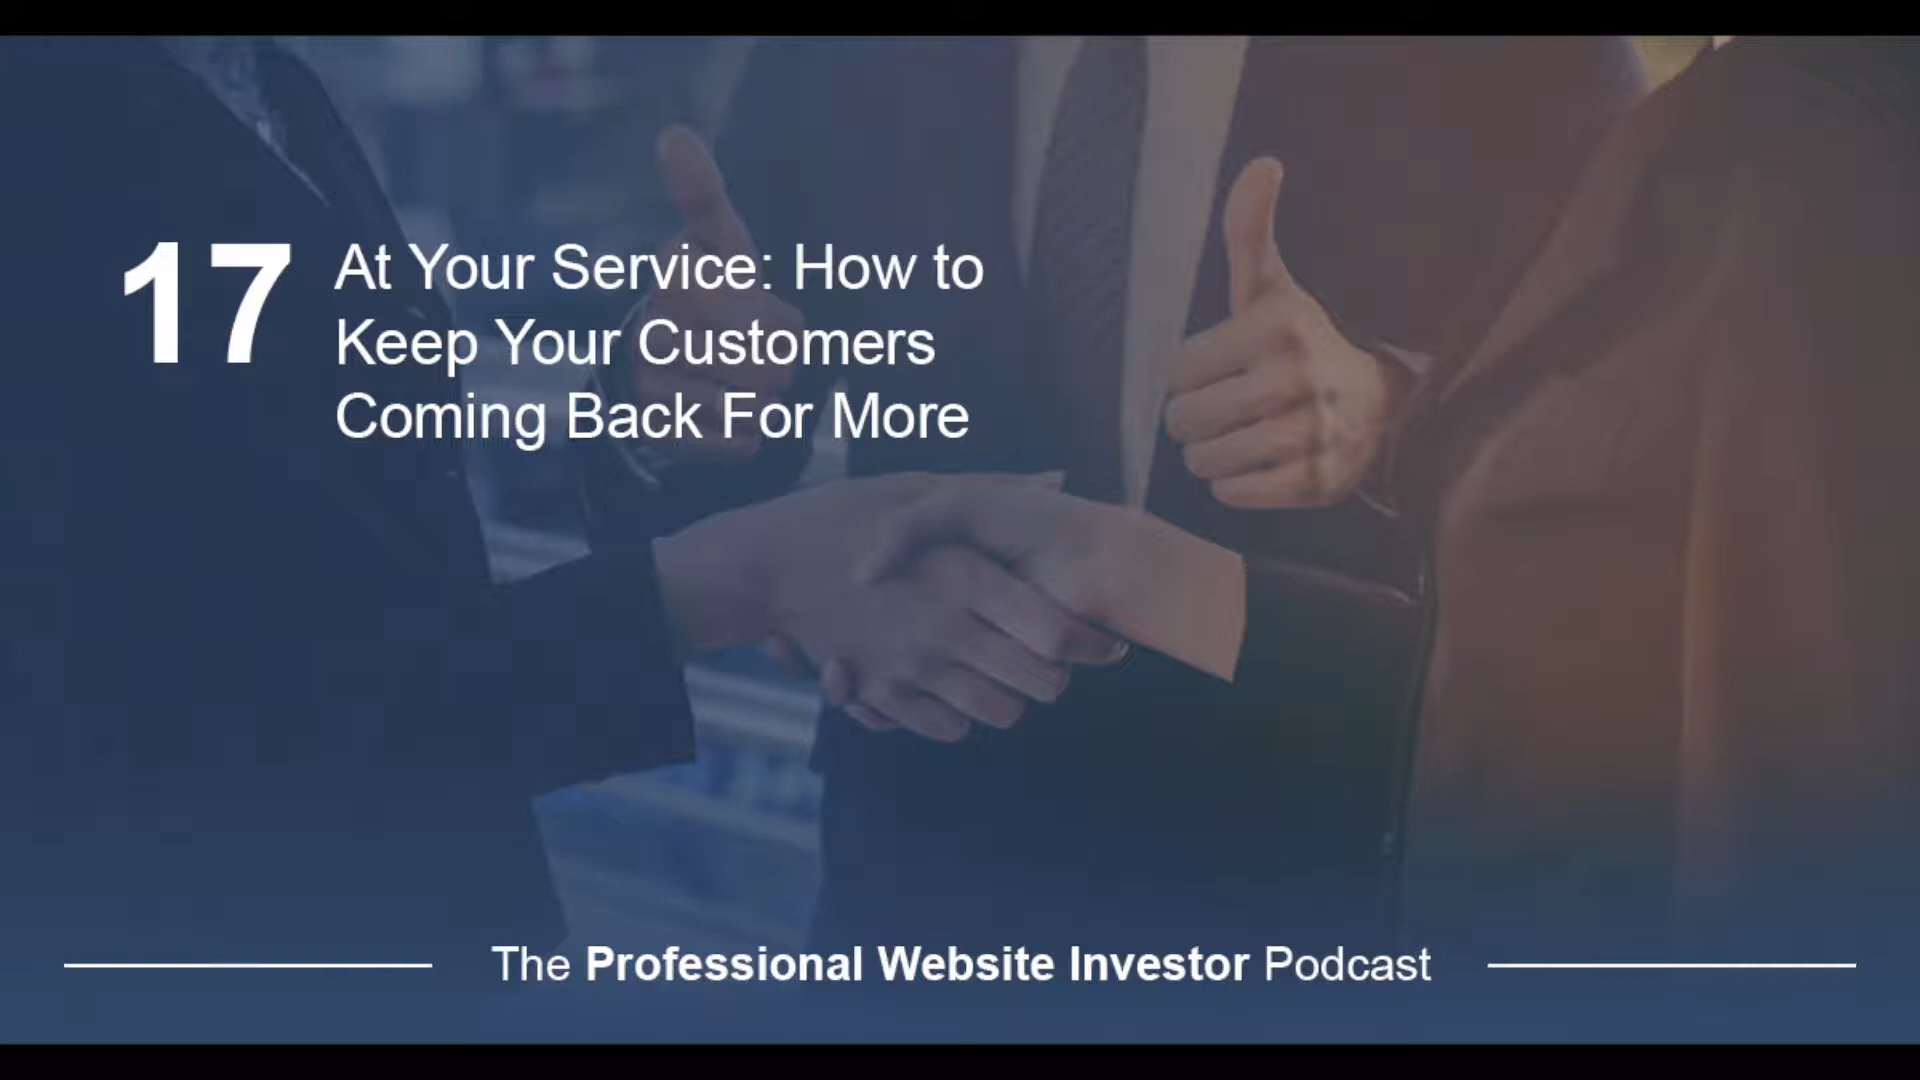 17
At Your Service: How to
Keep Your Customers
Coming Back For More
The Professional Website Investor Podcast